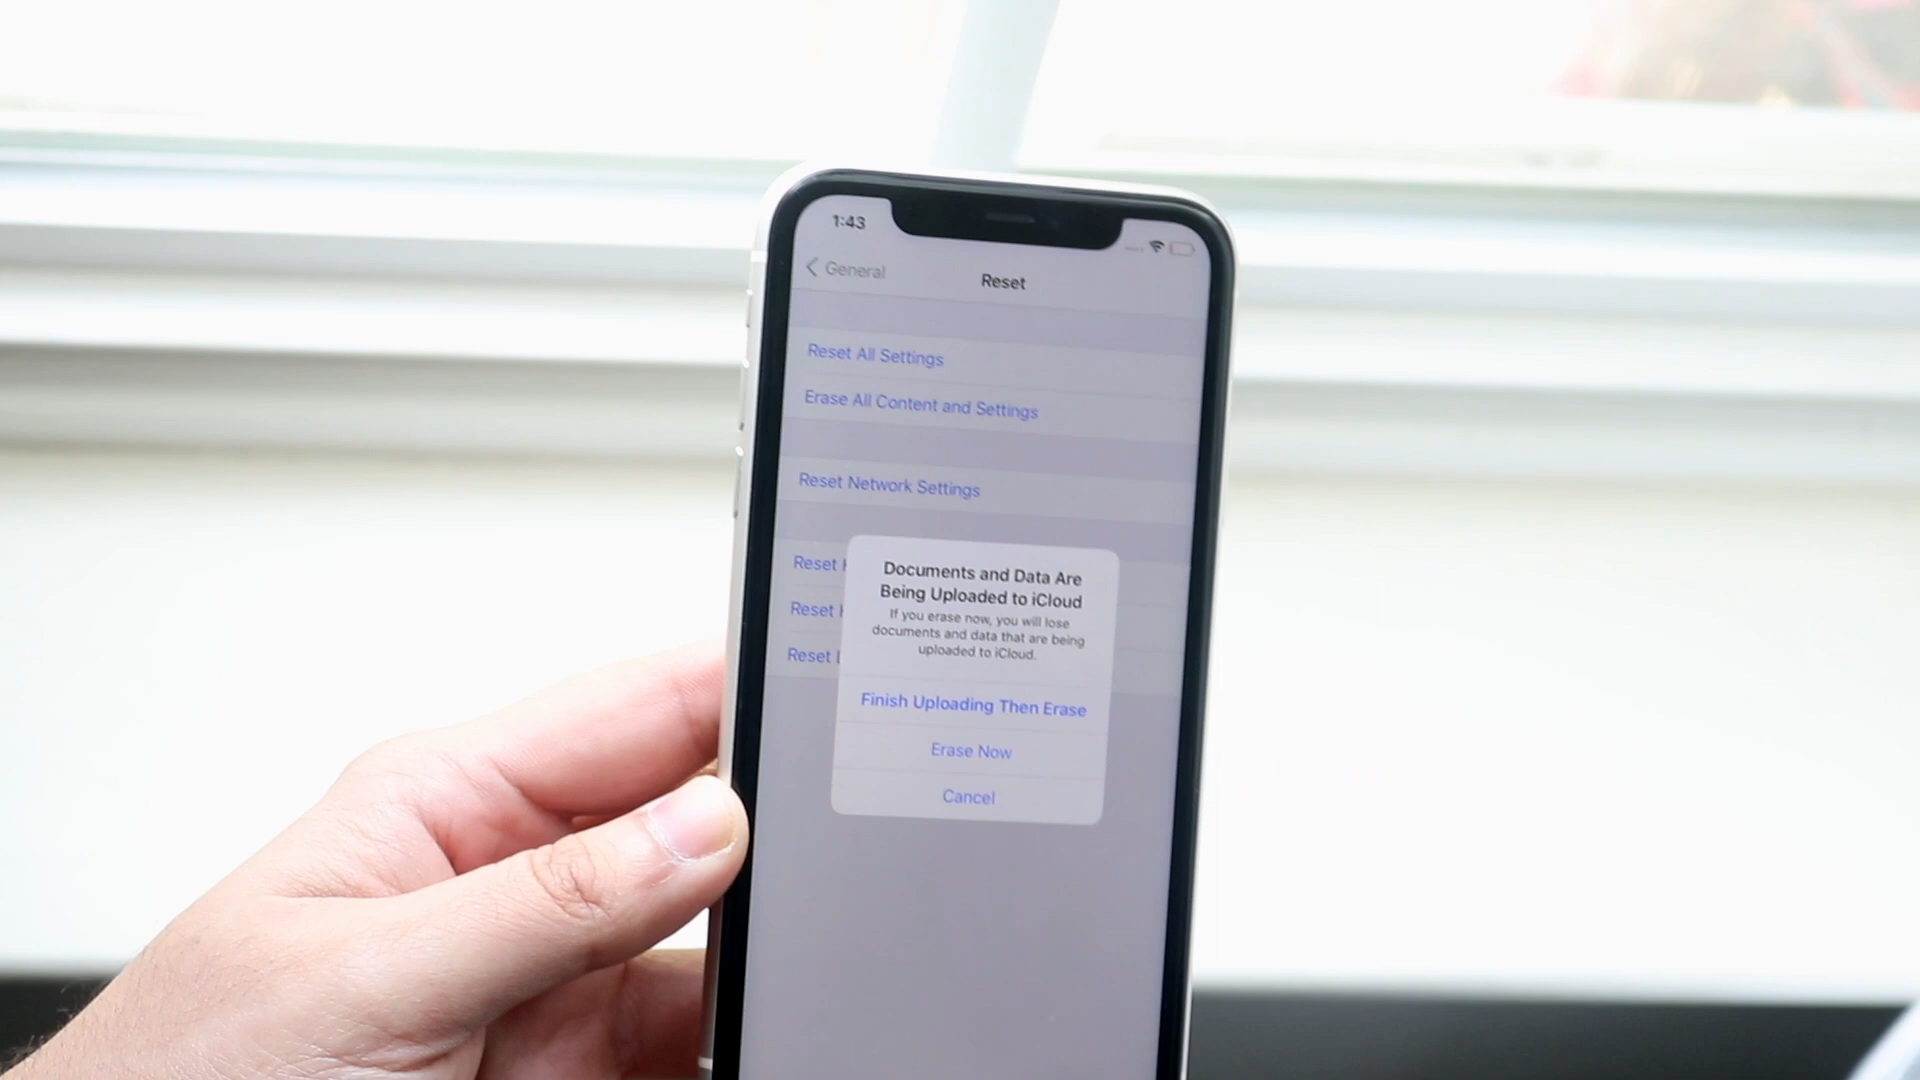 1:43
General
Reset
Reset All Settings
Erase All Content and Settings
Reset Network Settings
Reset
Reset
Reset
Documents and Data Are
Being Uploaded to iCloud
If you erase now, you will lose
documents and data that are being
uploaded to iCloud.
Finish Uploading Then Erase
Erase Now
Cancel